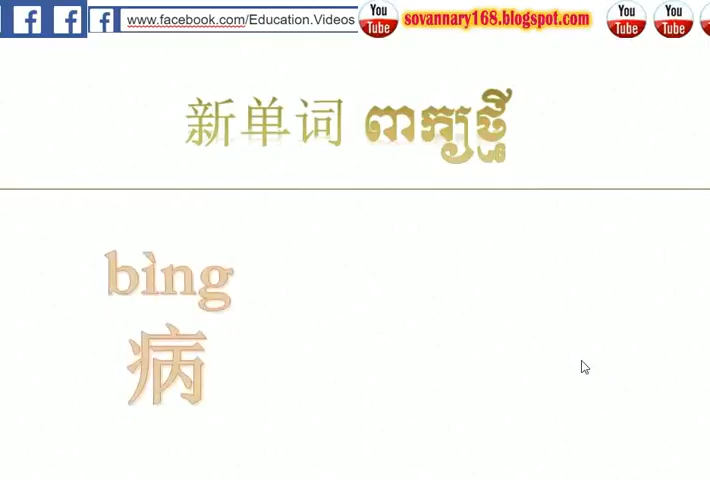 www.facebook.com/Education.Videos
You Tube
sovannary168.blogspot.com
You Tube
You Tube
新单词 ពាក្យថ្មី
bìng
病